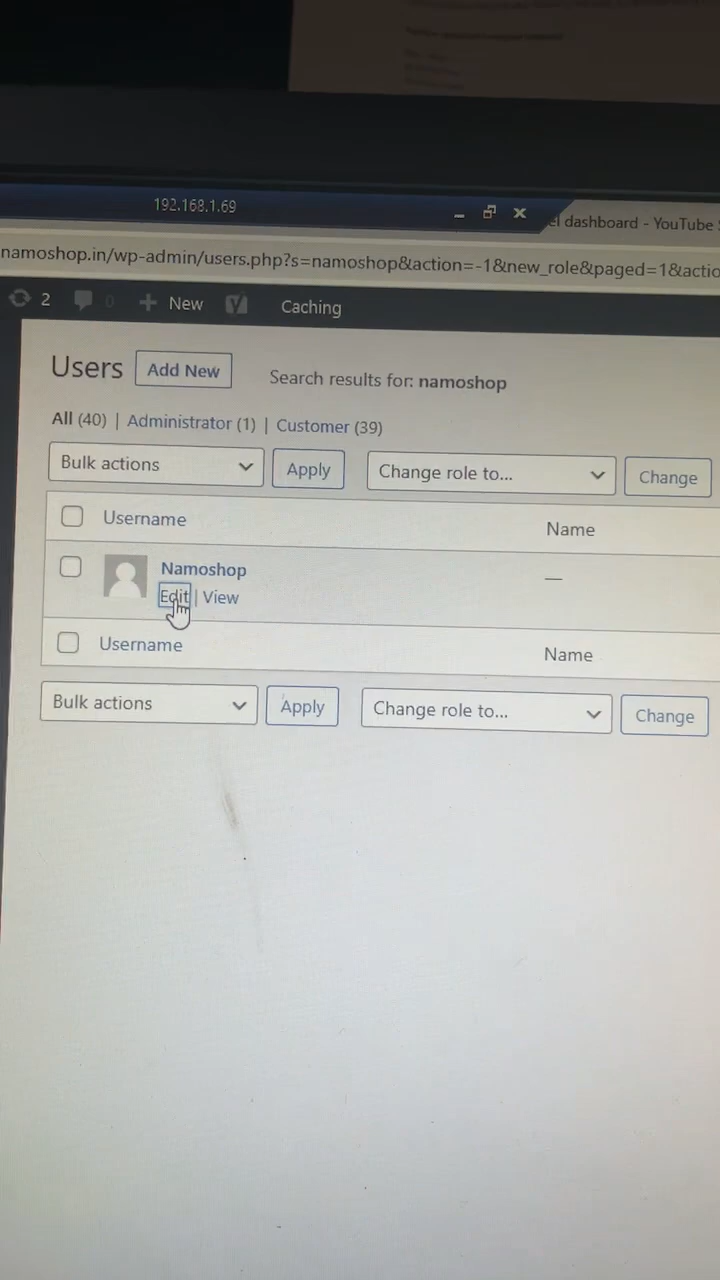 192.168.1.69
el dashboard - YouTube
namoshop.in/wp-admin/users.php?s=namoshop&action=-1&new_role&paged=1&actio
2 0 New Caching
Users Add New Search results for: namoshop
All (40) | Administrator (1) | Customer (39)
Bulk actions Apply Change role to... Change
Username Name
Namoshop —
Edit | View
Username Name
Bulk actions Apply Change role to... Change